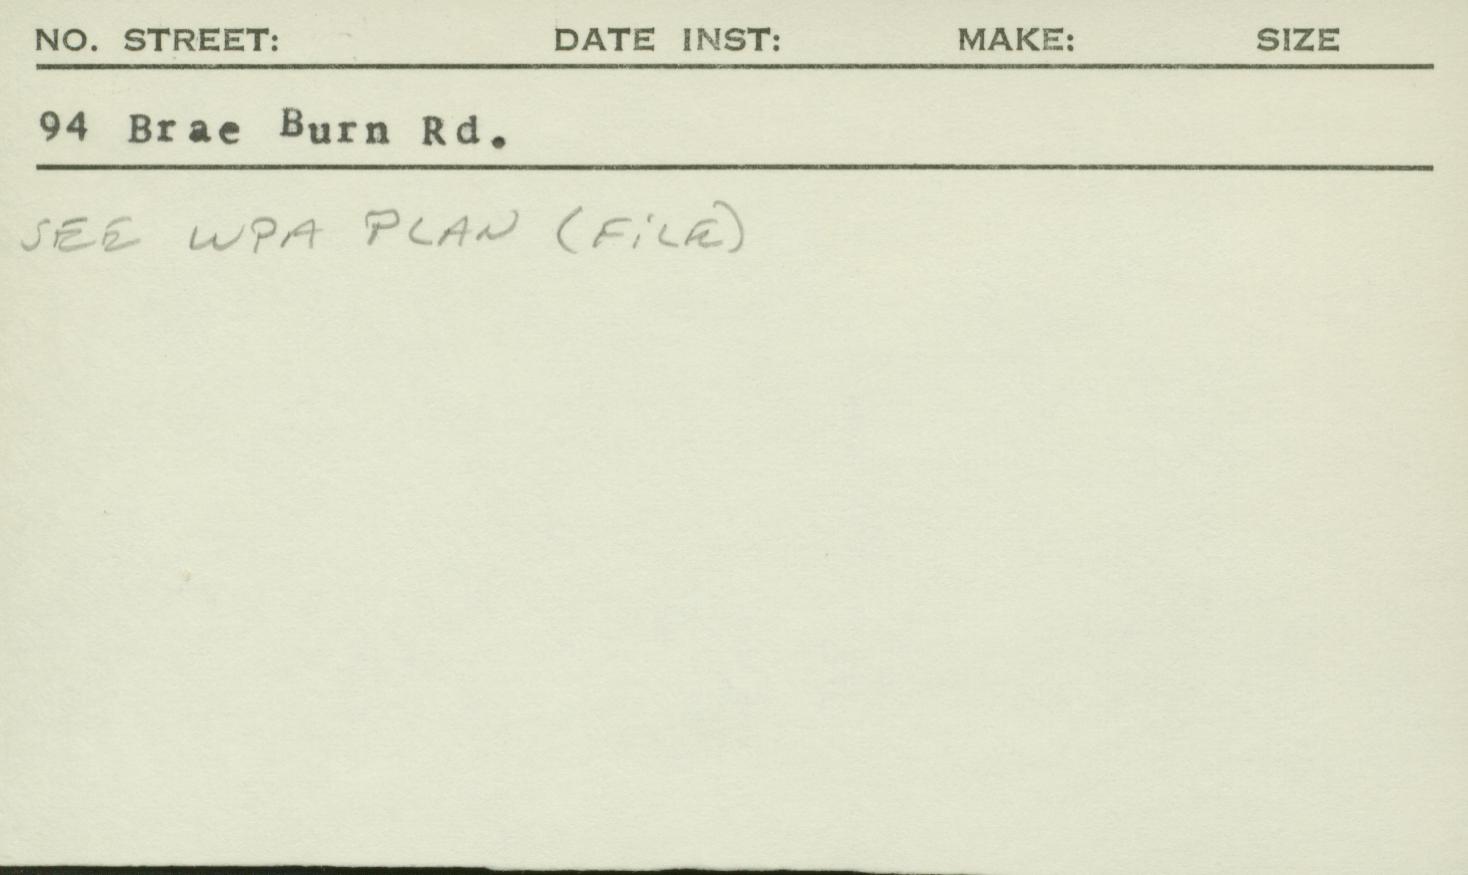 NO. STREET: DATE INST: MAKE: SIZE
94 Brae Burn Rd.
SEE WPA PLAN (FiLE)